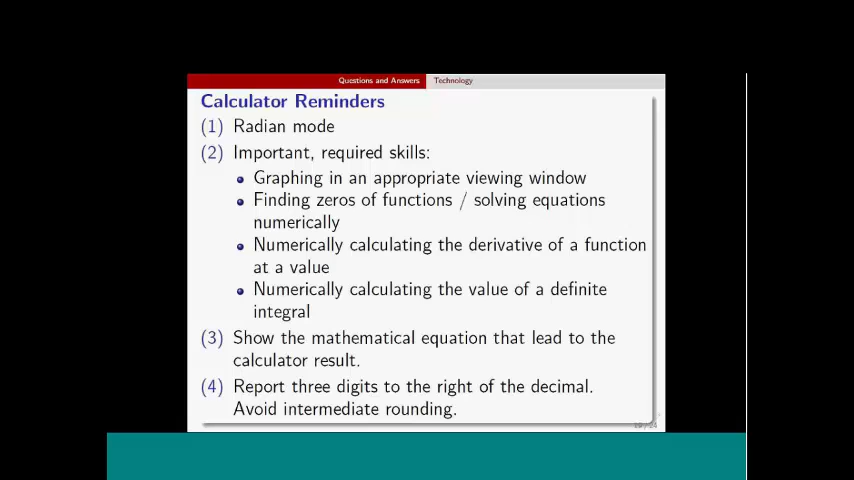 Questions and Answers Technology
Calculator Reminders
(1) Radian mode
(2) Important, required skills:
Graphing in an appropriate viewing window
Finding zeros of functions / solving equations
numerically
Numerically calculating the derivative of a function
at a value
Numerically calculating the value of a definite
integral
(3) Show the mathematical equation that lead to the
calculator result.
(4) Report three digits to the right of the decimal.
Avoid intermediate rounding.